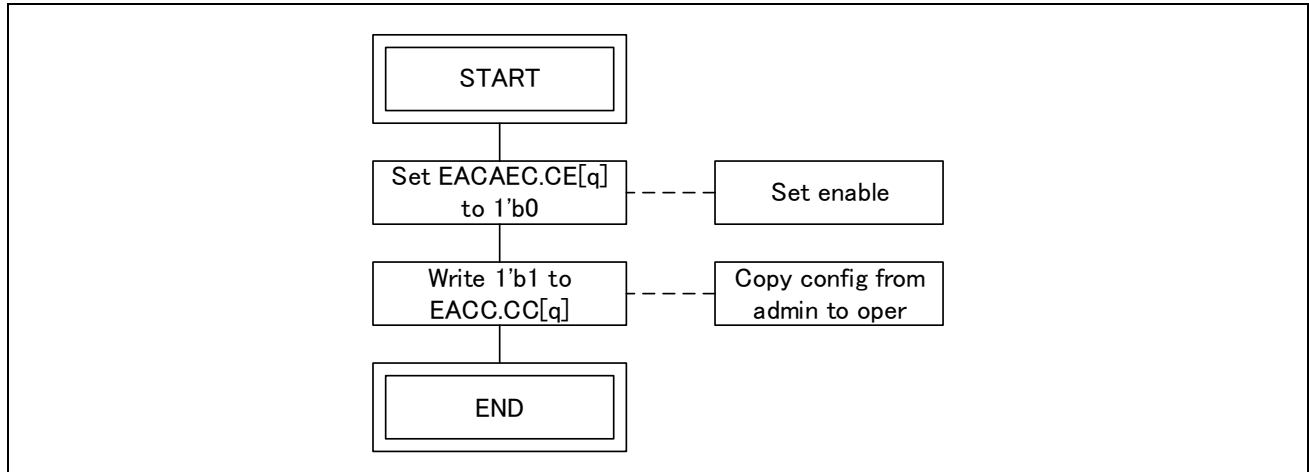 START
Set EACAEC.CE[q]
to 1'b0
Set enable
Write 1'b1 to
EACC.CC[q]
Copy config from
admin to oper
END